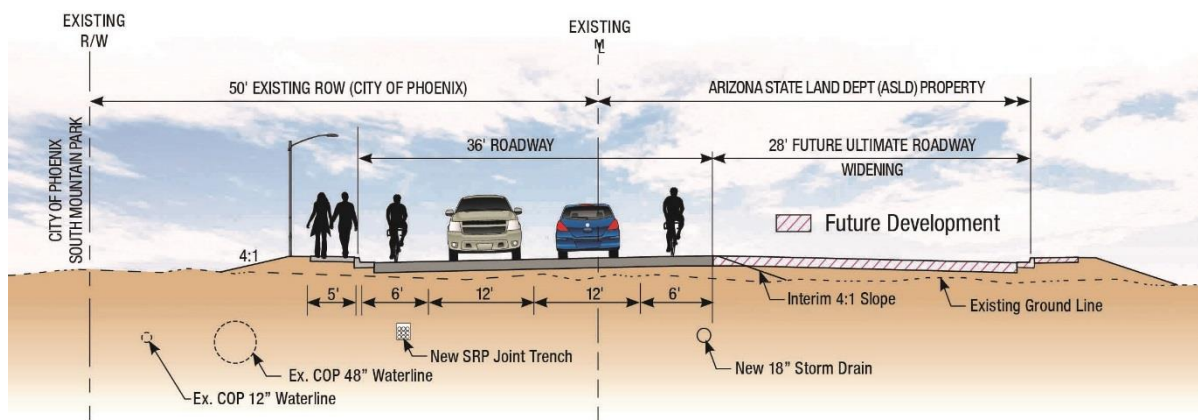 EXISTING
R/W
EXISTING
M
L
50' EXISTING ROW (CITY OF PHOENIX)
ARIZONA STATE LAND DEPT (ASLD) PROPERTY
36' ROADWAY
28' FUTURE ULTIMATE ROADWAY
WIDENING
CITY OF PHOENIX
SOUTH MOUNTAIN PARK
Future Development
4:1
5'
6'
12'
12'
6'
Interim 4:1 Slope
Existing Ground Line
New SRP Joint Trench
New 18" Storm Drain
Ex. COP 48" Waterline
Ex. COP 12" Waterline